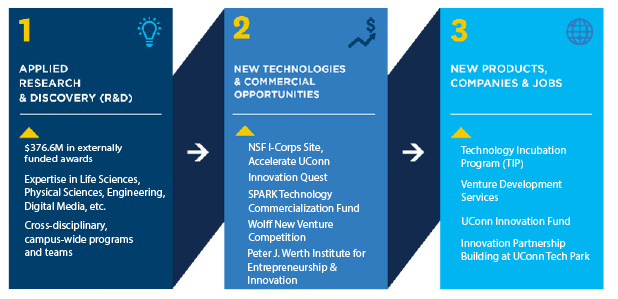 1
APPLIED
RESEARCH
& DISCOVERY (R&D)
$376.6M in externally
funded awards
Expertise in Life Sciences,
Physical Sciences, Engineering,
Digital Media, etc.
Cross-disciplinary,
campus-wide programs
and teams
2
$
NEW TECHNOLOGIES
& COMMERCIAL
OPPORTUNITIES
NSF I-Corps Site,
Accelerate UConn
Innovation Quest
SPARK Technology
Commercialization Fund
Wolff New Venture
Competition
Peter J. Werth Institute for
Entrepreneurship &
Innovation
3
NEW PRODUCTS,
COMPANIES & JOBS
Technology Incubation
Program (TIP)
Venture Development
Services
UConn Innovation Fund
Innovation Partnership
Building at UConn Tech Park